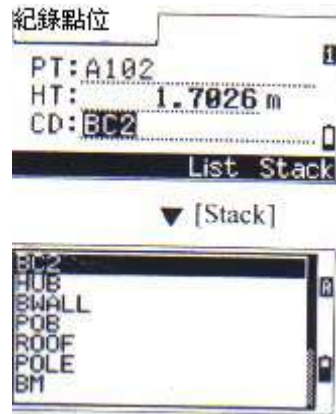 紀錄點位
PT:A102
HT: 1.7026 m
CD:BC2
List Stack
▼ [Stack]
BC2
HUB
BWALL
POB
ROOF
POLE
BM